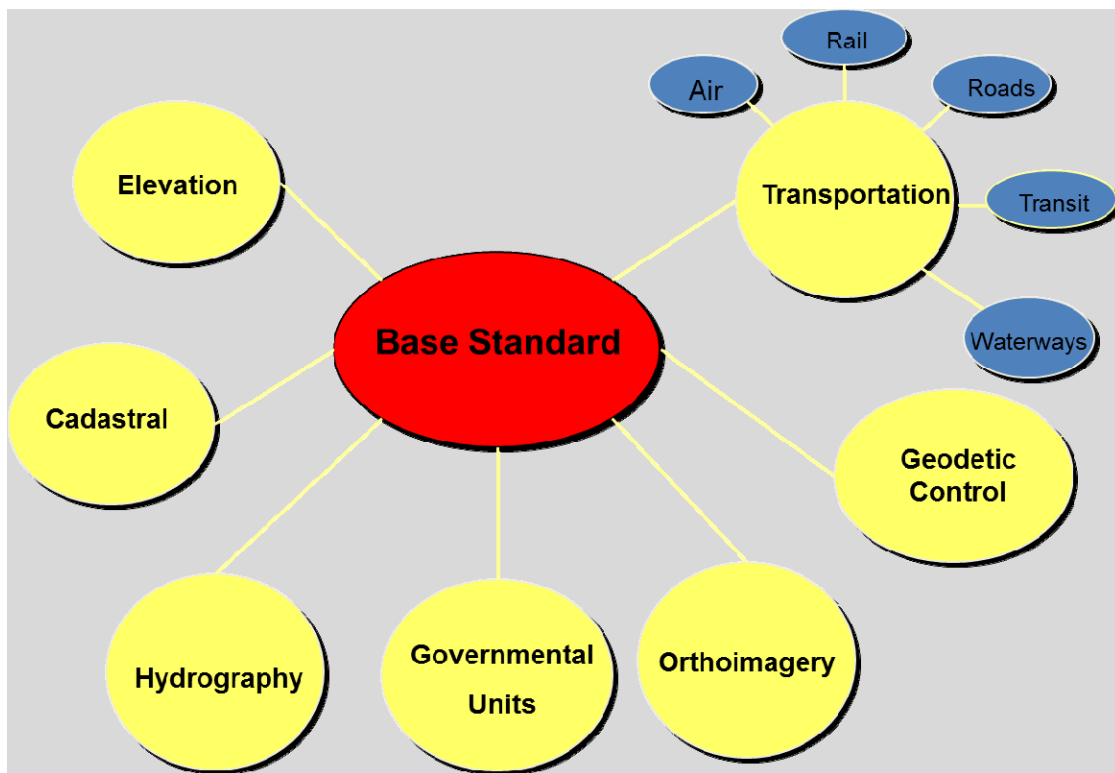 Rail
Air
Roads
Elevation
Transportation
Transit
Base Standard
Waterways
Cadastral
Geodetic
Control
Hydrography
Governmental
Units
Orthoimagery